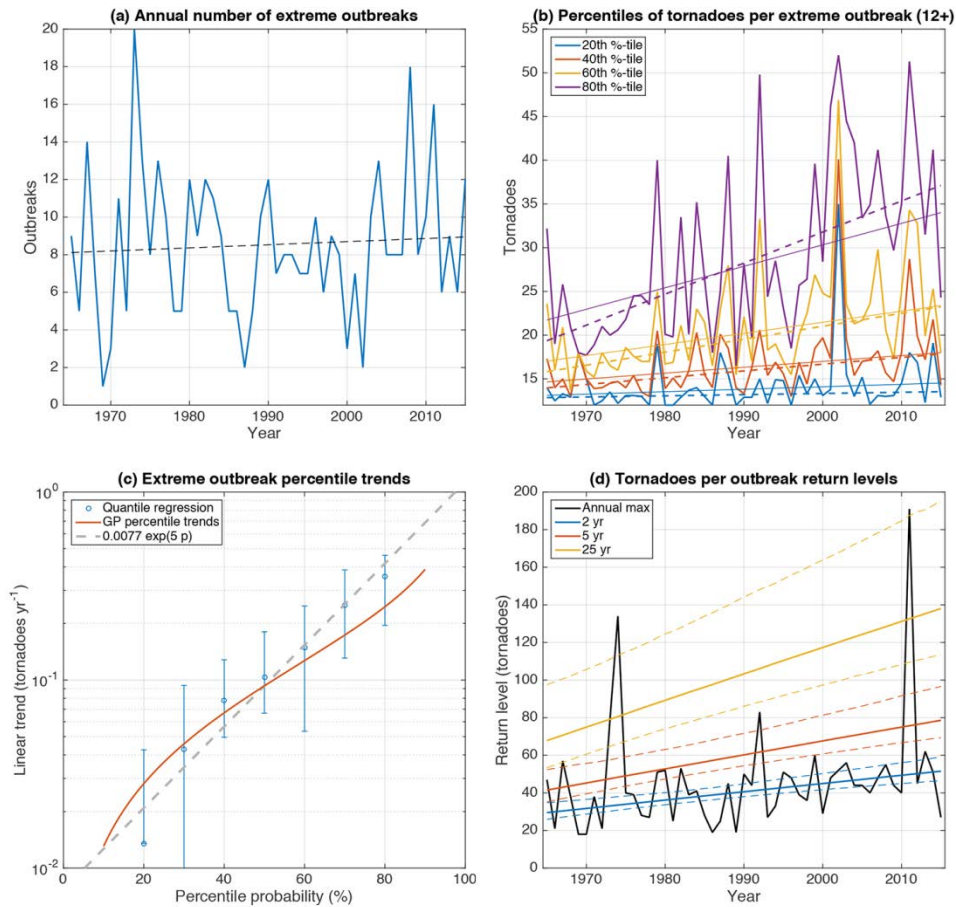 (a) Annual number of extreme outbreaks
20
18
16
14
12
10
8
6
4
2
0
Outbreaks
1970
1980
1990
2000
2010
Year
(b) Percentiles of tornadoes per extreme outbreak (12+)
55
50
45
40
35
30
25
20
15
Tornadoes
20th %-tile
40th %-tile
60th %-tile
80th %-tile
1970
1980
1990
2000
2010
Year
(c) Extreme outbreak percentile trends
10^0
10^-1
10^-2
Linear trend (tornadoes yr^-1)
Quantile regression
GP percentile trends
0.0077 exp(5 p)
0
20
40
60
80
100
Percentile probability (%)
(d) Tornadoes per outbreak return levels
200
180
160
140
120
100
80
60
40
20
0
Return level (tornadoes)
Annual max
2 yr
5 yr
25 yr
1970
1980
1990
2000
2010
Year